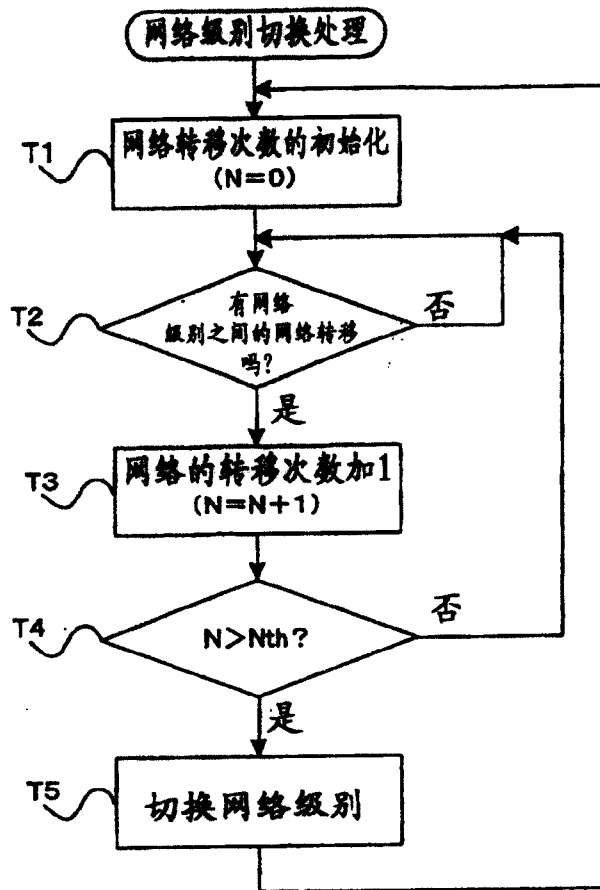 网络级别切换处理
T1
网络转移次数的初始化
(N=0)
T2
有网络
级别之间的网络转移
吗?
否
是
T3
网络的转移次数加1
(N=N+1)
T4
N>Nth?
否
是
T5
切换网络级别